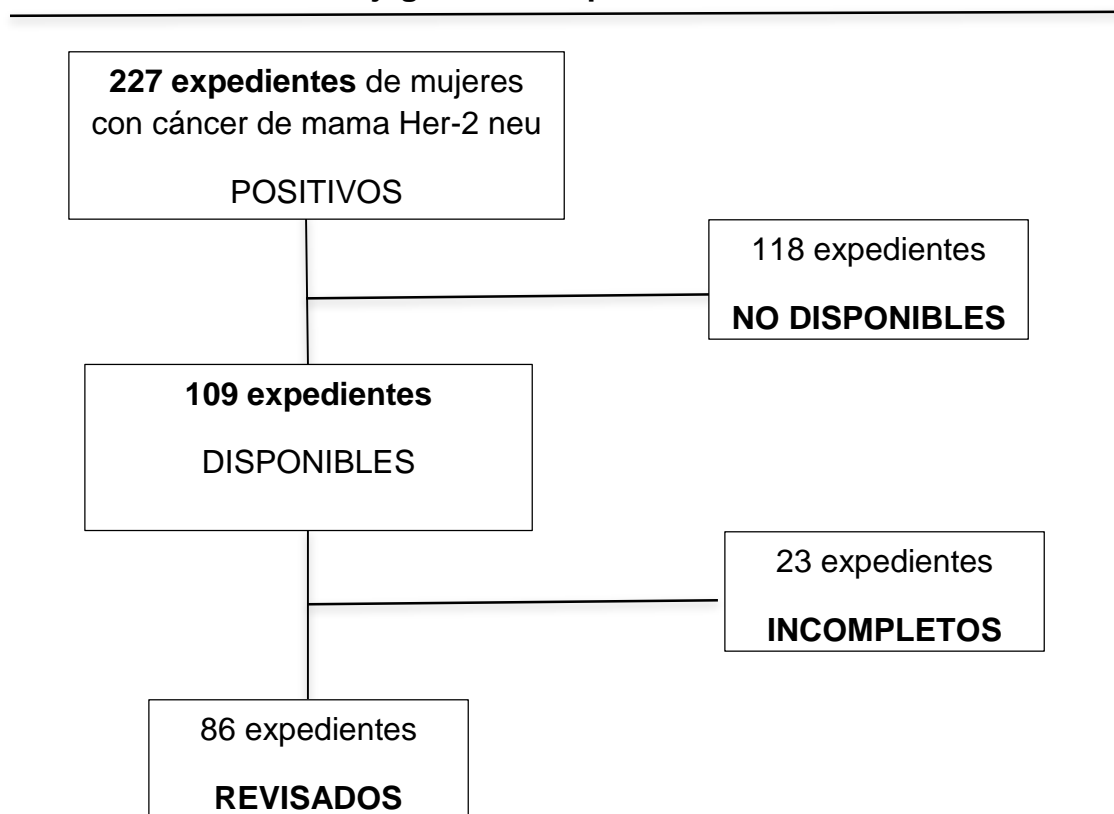 227 expedientes de mujeres
con cáncer de mama Her-2 neu
POSITIVOS
118 expedientes
NO DISPONIBLES
109 expedientes
DISPONIBLES
23 expedientes
INCOMPLETOS
86 expedientes
REVISADOS